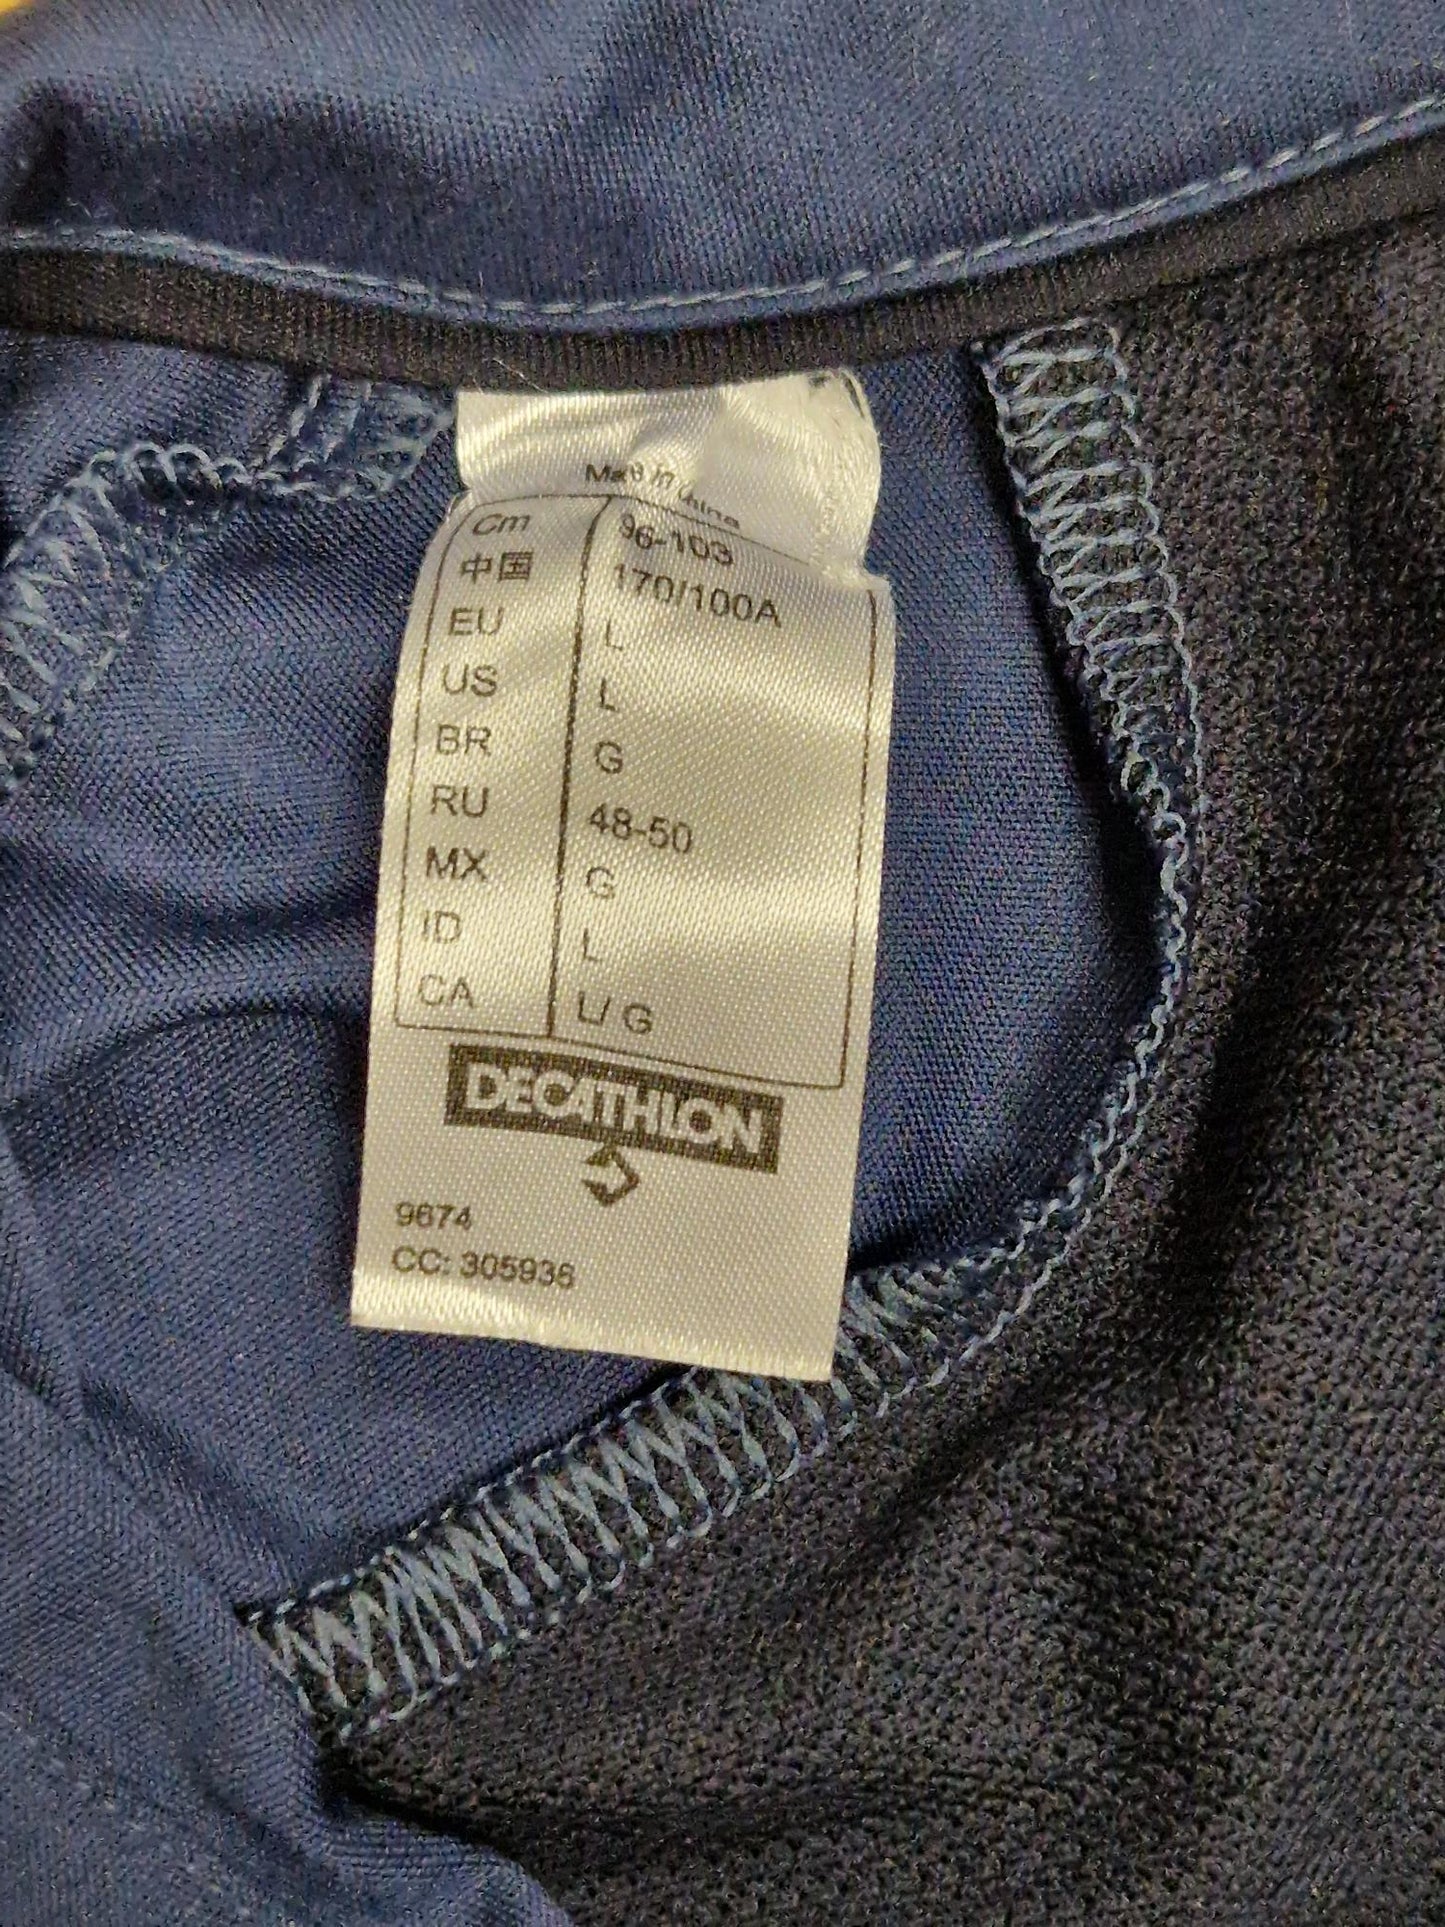 Made in China
Cm 96-103
中国 170/100A
EU L
US L
BR G
RU 48-50
MX G
ID L
CA L/ G
DECATHLON
9674
CC: 305936